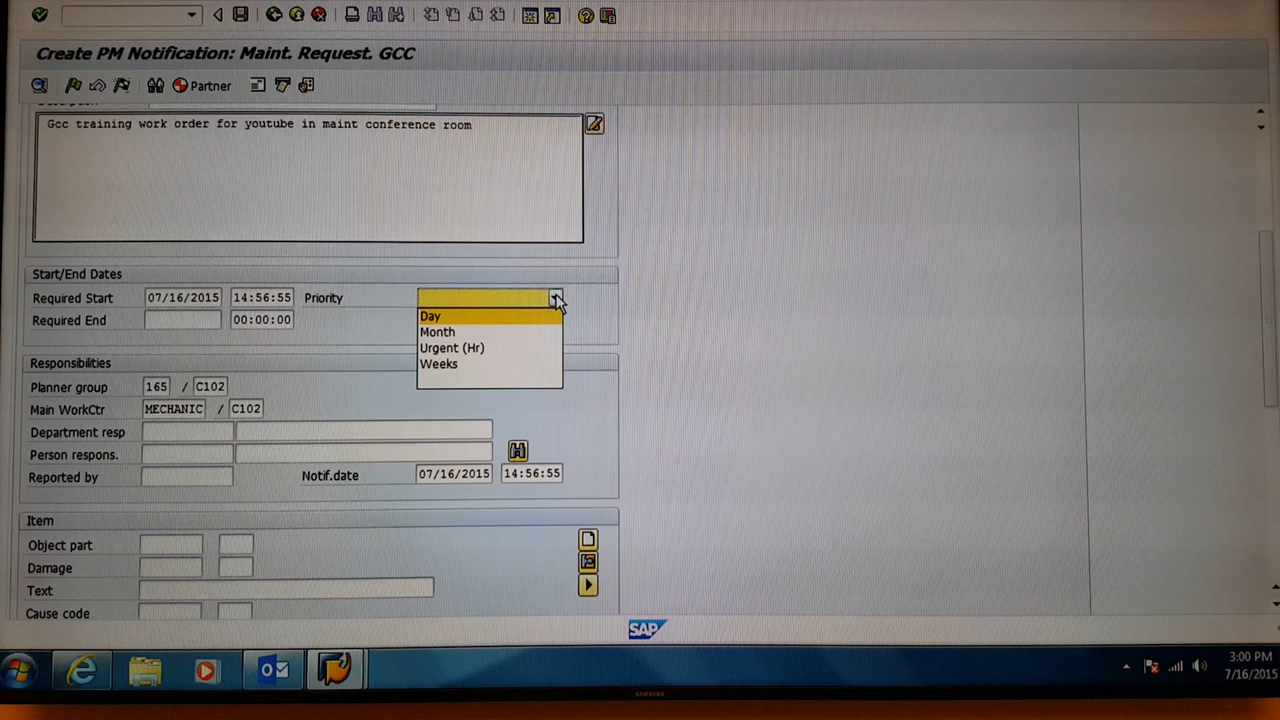 Create PM Notification: Maint. Request. GCC
Partner
Description
Gcc training work order for youtube in maint conference room
Start/End Dates
Required Start 07/16/2015 14:56:55 Priority
Required End 00:00:00
Day
Month
Urgent (Hr)
Weeks
Responsibilities
Planner group 165 / C102
Main WorkCtr MECHANIC / C102
Department resp
Person respons.
Reported by Notif.date 07/16/2015 14:56:55
Item
Object part
Damage
Text
Cause code
SAP
3:00 PM
7/16/2015
SAMSUNG